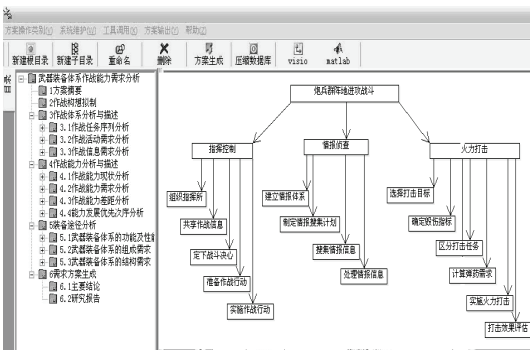 方案操作类别(V) 系统维护(W) 工具调用(X) 方案输出(Y) 帮助(Z)
新建根目录 新建子目录 重命名 删除 方案生成 压缩数据库 visio matlab
武器装备体系作战能力需求分析
1方案摘要
2作战构想拟制
3作战体系分析与描述
3.1作战任务序列分析
3.2作战活动需求分析
3.3作战信息需求分析
4作战能力分析与描述
4.1作战能力现状分析
4.2作战能力需求分析
4.3作战能力差距分析
4.4能力发展优先次序分析
5装备途径分析
5.1武器装备体系的功能及性能
5.2武器装备体系的组成需求
5.3武器装备体系的结构需求
6需求方案生成
6.1主要结论
6.2研究报告
炮兵群阵地进攻战斗
指挥控制
组织指挥所
共享作战信息
定下战斗决心
准备作战行动
实施作战行动
情报侦查
建立情报体系
制定情报搜集计划
搜集情报信息
处理情报信息
火力打击
选择打击目标
确定毁伤指标
区分打击任务
计算弹药需求
实施火力打击
打击效果评估